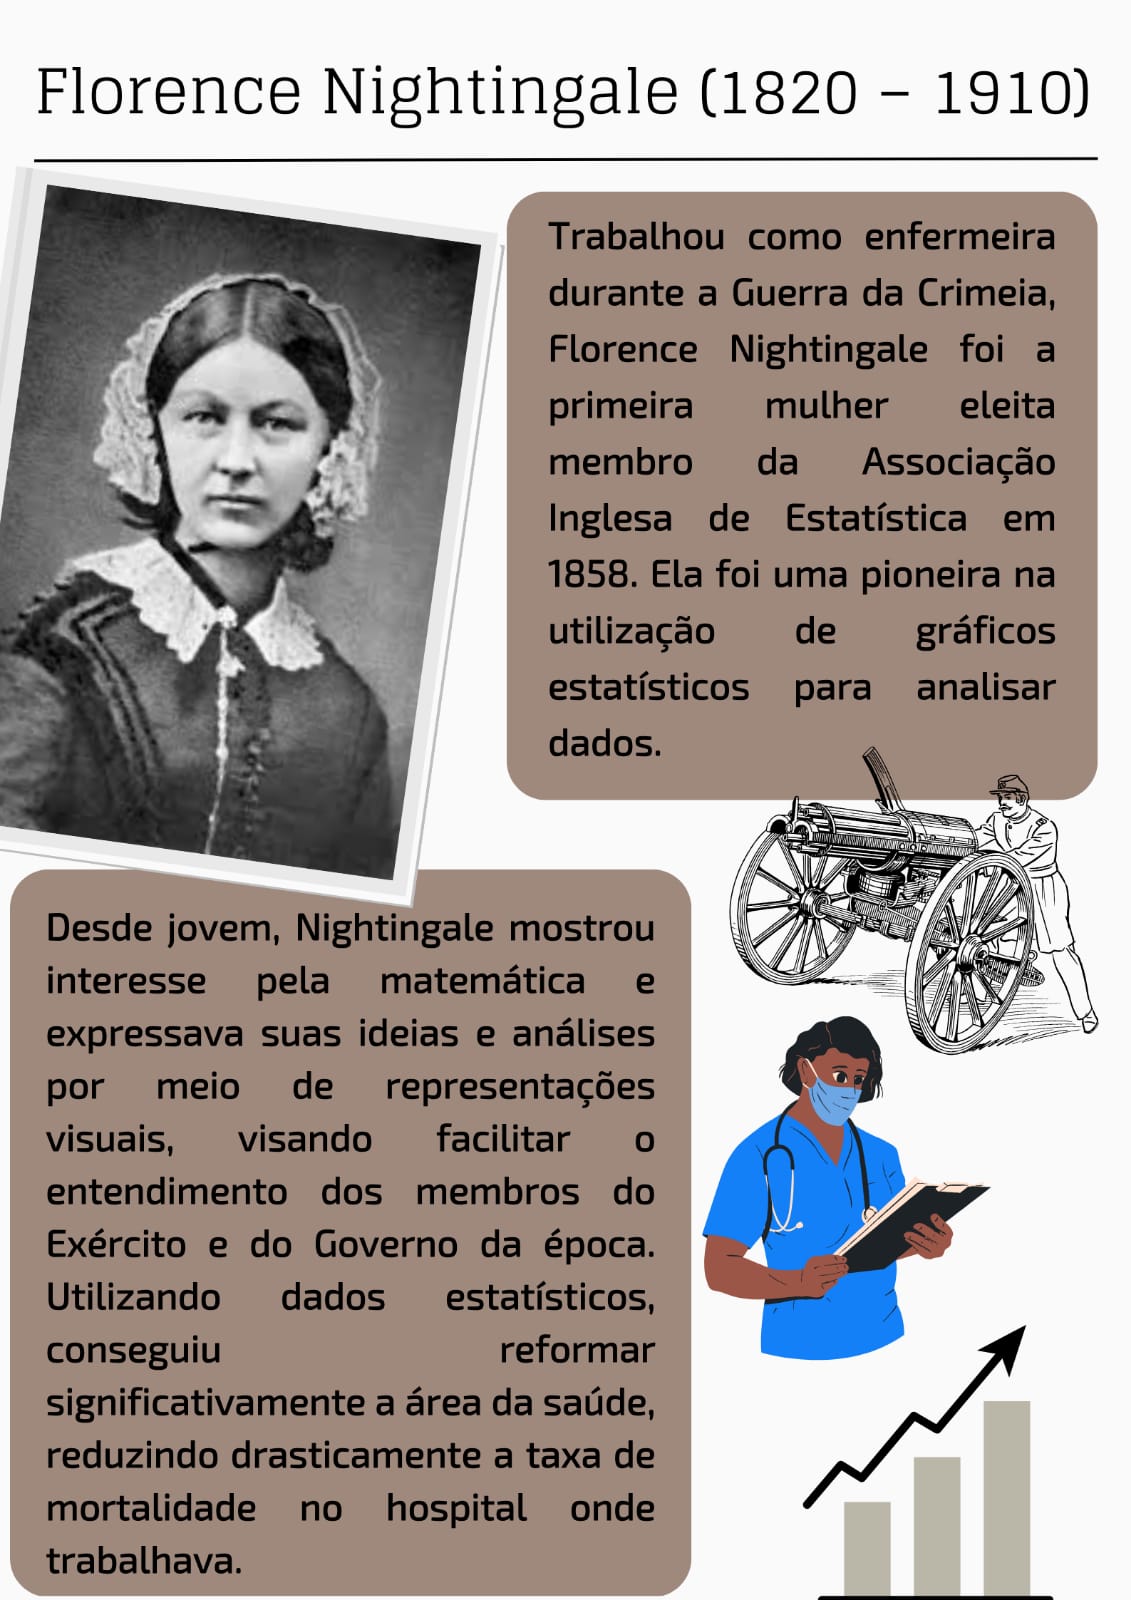 Florence Nightingale (1820 – 1910)
Trabalhou como enfermeira
durante a Guerra da Crimeia,
Florence Nightingale foi a
primeira mulher eleita
membro da Associação
Inglesa de Estatística em
1858. Ela foi uma pioneira na
utilização de gráficos
estatísticos para analisar
dados.
Desde jovem, Nightingale mostrou
interesse pela matemática e
expressava suas ideias e análises
por meio de representações
visuais, visando facilitar o
entendimento dos membros do
Exército e do Governo da época.
Utilizando dados estatísticos,
conseguiu reformar
significativamente a área da saúde,
reduzindo drasticamente a taxa de
mortalidade no hospital onde
trabalhava.